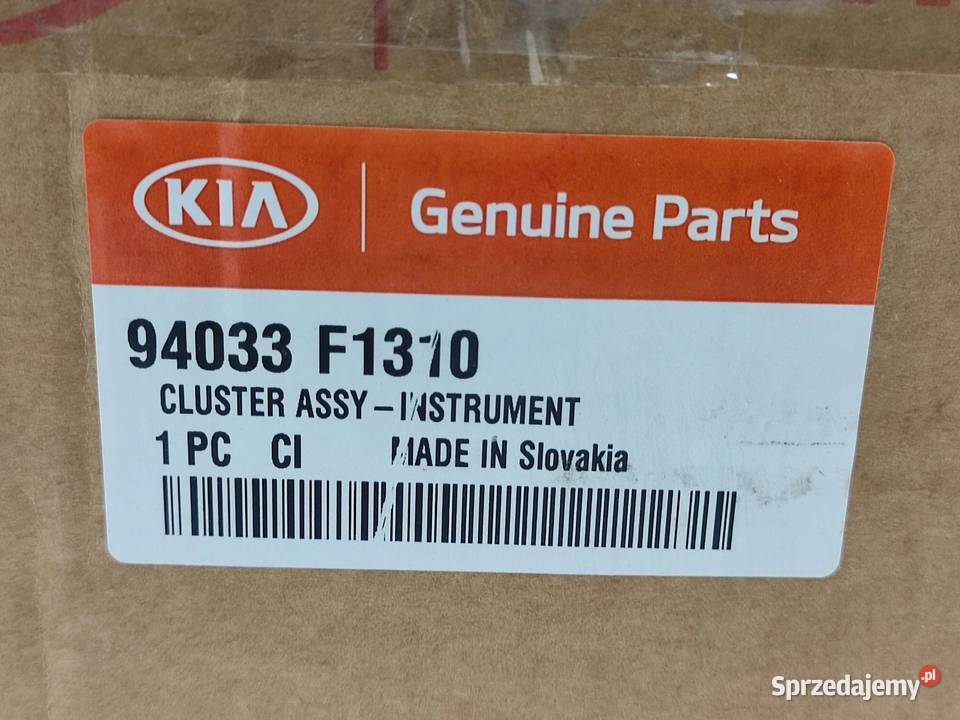 KIA Genuine Parts
94033 F1310
CLUSTER ASSY-INSTRUMENT
1 PC CI MADE IN Slovakia
Sprzedajemy.pl